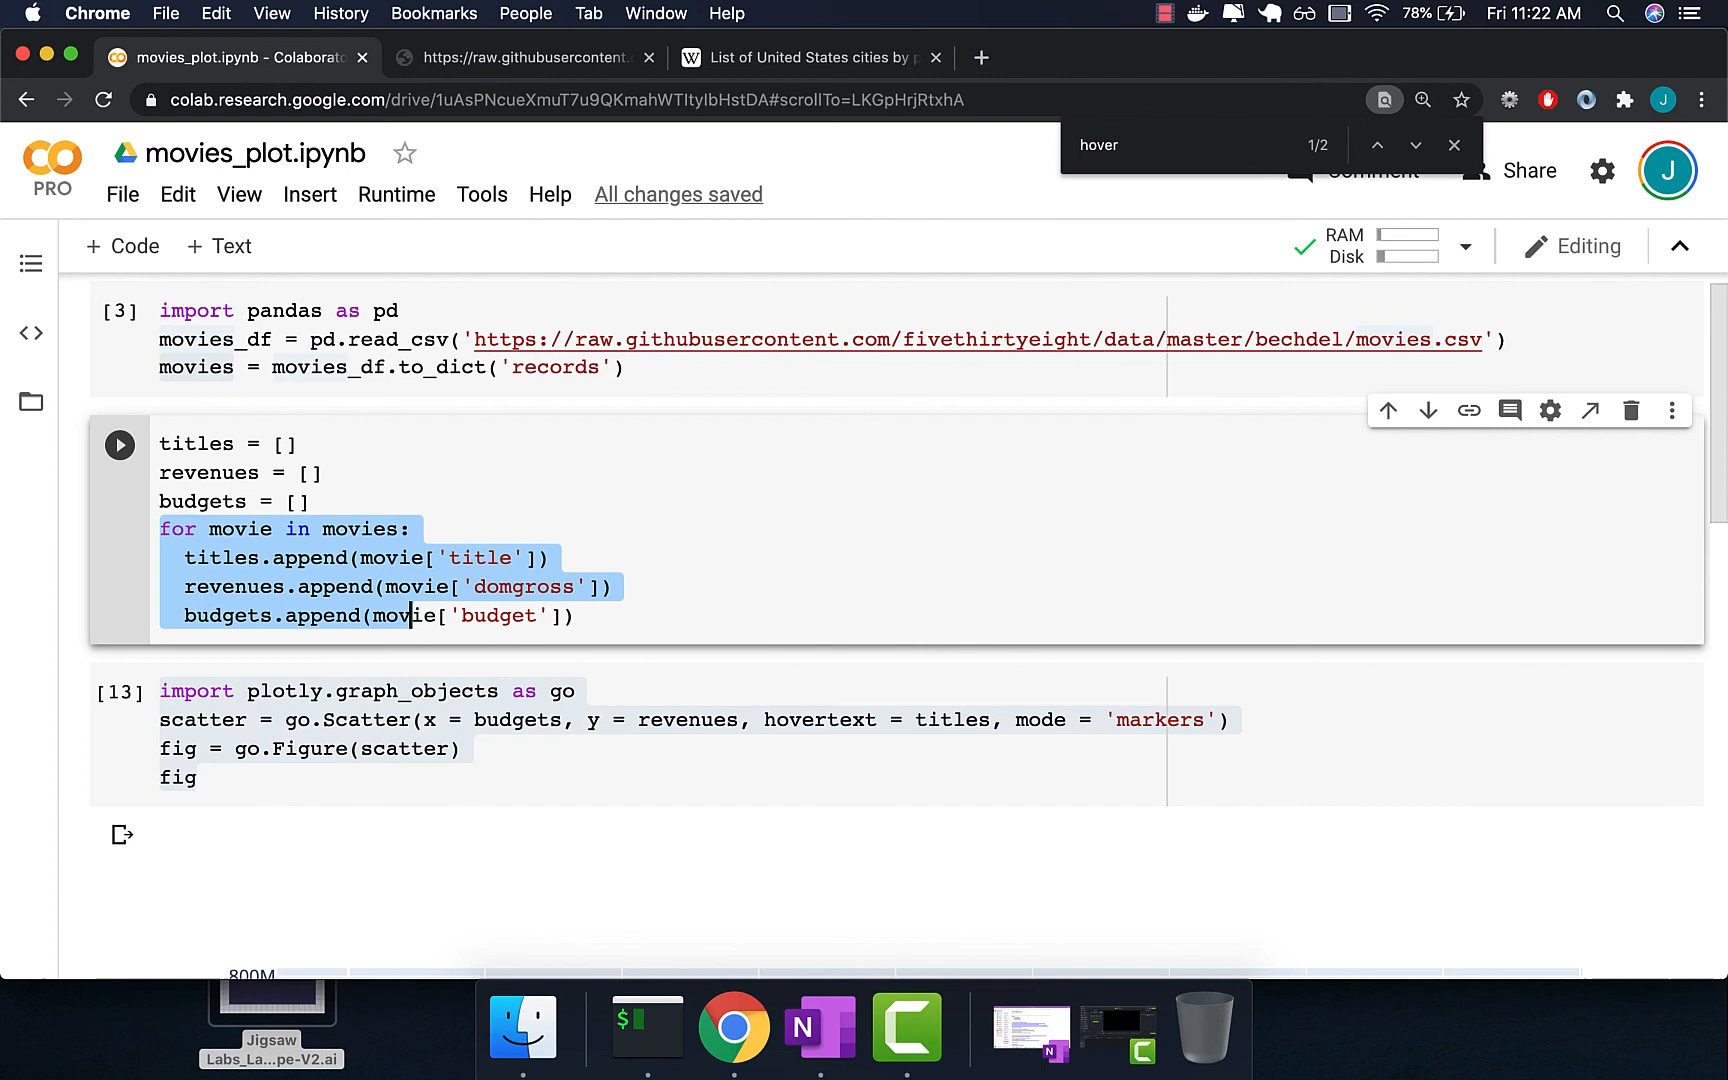 Chrome File Edit View History Bookmarks People Tab Window Help 78% Fri 11:22 AM
movies_plot.ipynb - Colaborato https://raw.githubusercontent. List of United States cities by p
colab.research.google.com/drive/1uAsPNcueXmuT7u9QKmahWTltyIbHstDA#scrollTo=LKGpHrjRtxhA
hover 1/2
movies_plot.ipynb
PRO
Comment Share J
File Edit View Insert Runtime Tools Help All changes saved
+ Code + Text
RAM
Disk
Editing
[3] import pandas as pd
movies_df = pd.read_csv('https://raw.githubusercontent.com/fivethirtyeight/data/master/bechdel/movies.csv')
movies = movies_df.to_dict('records')
titles = []
revenues = []
budgets = []
for movie in movies:
titles.append(movie['title'])
revenues.append(movie['domgross'])
budgets.append(movie['budget'])
[13] import plotly.graph_objects as go
scatter = go.Scatter(x = budgets, y = revenues, hovertext = titles, mode = 'markers')
fig = go.Figure(scatter)
fig
800M
Jigsaw
Labs_La...pe-V2.ai